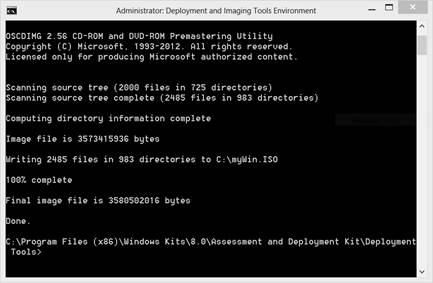 Administrator: Deployment and Imaging Tools Environment
OSCDIMG 2.56 CD-ROM and DVD-ROM Premastering Utility
Copyright (C) Microsoft, 1993-2012. All rights reserved.
Licensed only for producing Microsoft authorized content.
Scanning source tree (2000 files in 725 directories)
Scanning source tree complete (2485 files in 983 directories)
Computing directory information complete
Image file is 3573415936 bytes
Writing 2485 files in 983 directories to C:\myWin.ISO
100% complete
Final image file is 3580502016 bytes
Done.
C:\Program Files (x86)\Windows Kits\8.0\Assessment and Deployment Kit\Deployment
Tools>